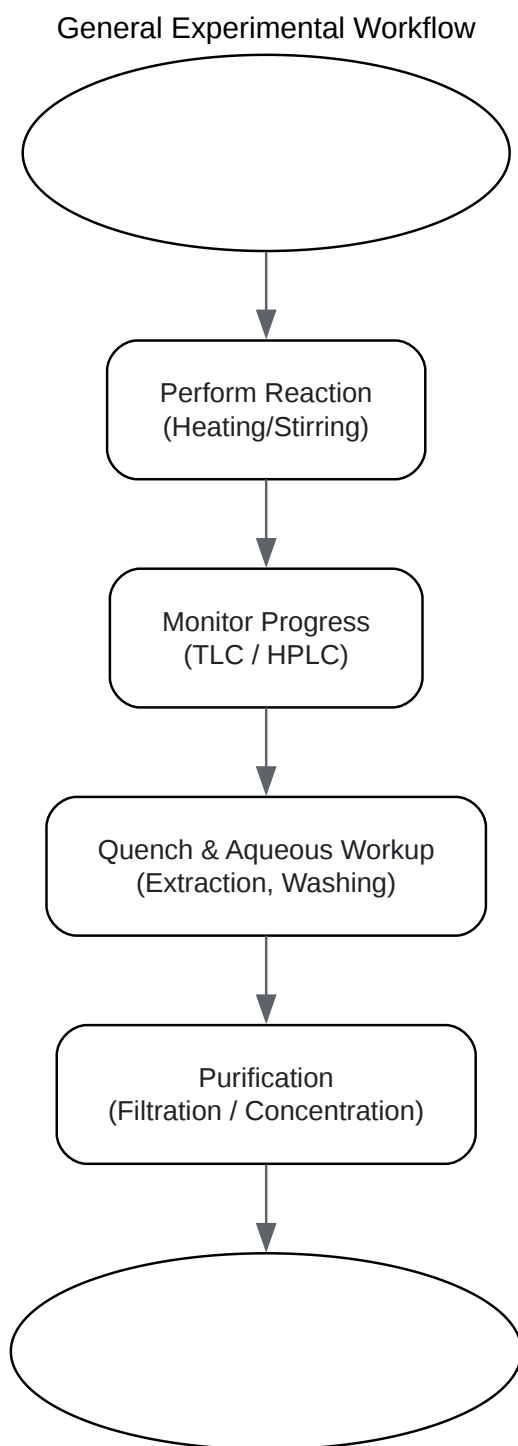 General Experimental Workflow
Perform Reaction
(Heating/Stirring)
Monitor Progress
(TLC / HPLC)
Quench & Aqueous Workup
(Extraction, Washing)
Purification
(Filtration / Concentration)